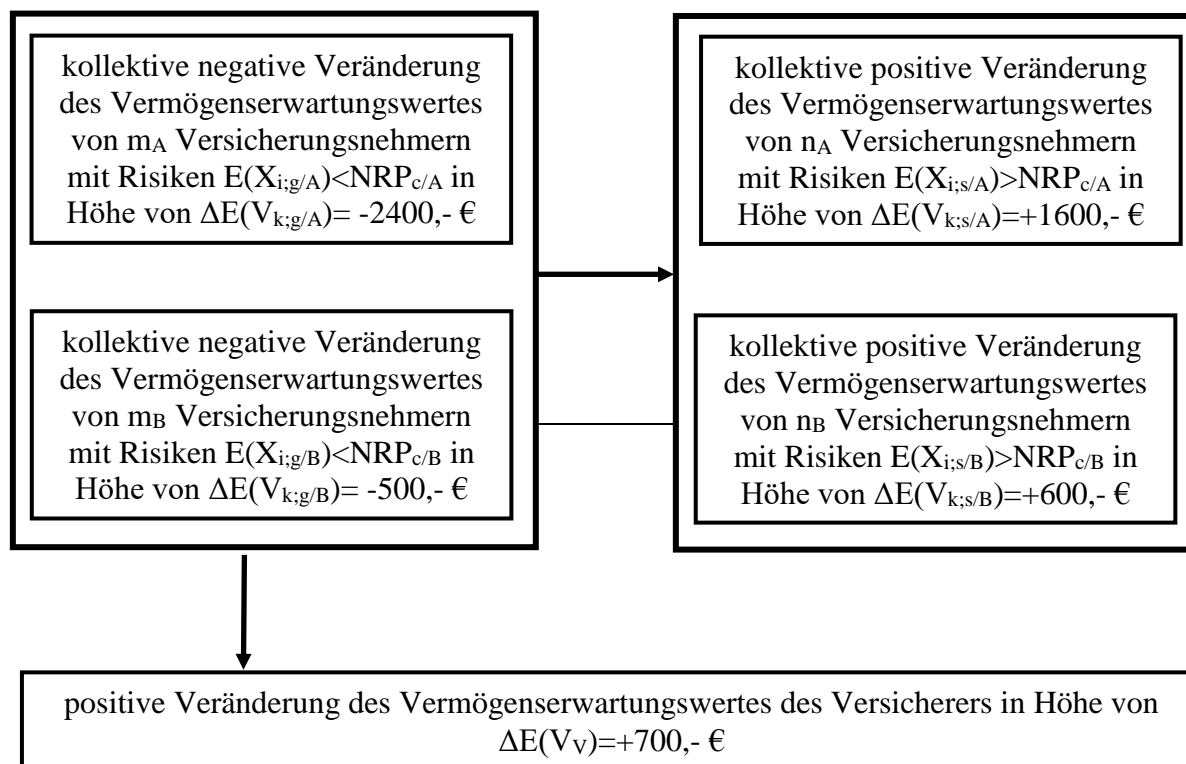 kollektive negative Veränderung
des Vermögenserwartungswertes
von mA Versicherungsnehmern
mit Risiken E(Xi;g/A)<NRPc/A in
Höhe von ΔE(Vk;g/A)= -2400,- €
kollektive negative Veränderung
des Vermögenserwartungswertes
von mB Versicherungsnehmern
mit Risiken E(Xi;g/B)<NRPc/B in
Höhe von ΔE(Vk;g/B)= -500,- €
kollektive positive Veränderung
des Vermögenserwartungswertes
von nA Versicherungsnehmern
mit Risiken E(Xi;s/A)>NRPc/A in
Höhe von ΔE(Vk;s/A)=+1600,- €
kollektive positive Veränderung
des Vermögenserwartungswertes
von nB Versicherungsnehmern
mit Risiken E(Xi;s/B)>NRPc/B in
Höhe von ΔE(Vk;s/B)=+600,- €
positive Veränderung des Vermögenserwartungswertes des Versicherers in Höhe von
ΔE(VV)=+700,- €